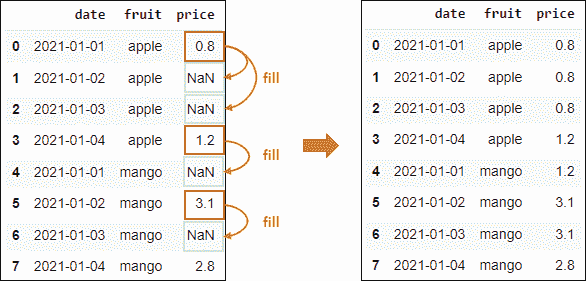 date fruit price
0 2021-01-01 apple 0.8
1 2021-01-02 apple NaN
2 2021-01-03 apple NaN
3 2021-01-04 apple 1.2
4 2021-01-01 mango NaN
5 2021-01-02 mango 3.1
6 2021-01-03 mango NaN
7 2021-01-04 mango 2.8
fill
fill
fill
date fruit price
0 2021-01-01 apple 0.8
1 2021-01-02 apple 0.8
2 2021-01-03 apple 0.8
3 2021-01-04 apple 1.2
4 2021-01-01 mango 1.2
5 2021-01-02 mango 3.1
6 2021-01-03 mango 3.1
7 2021-01-04 mango 2.8